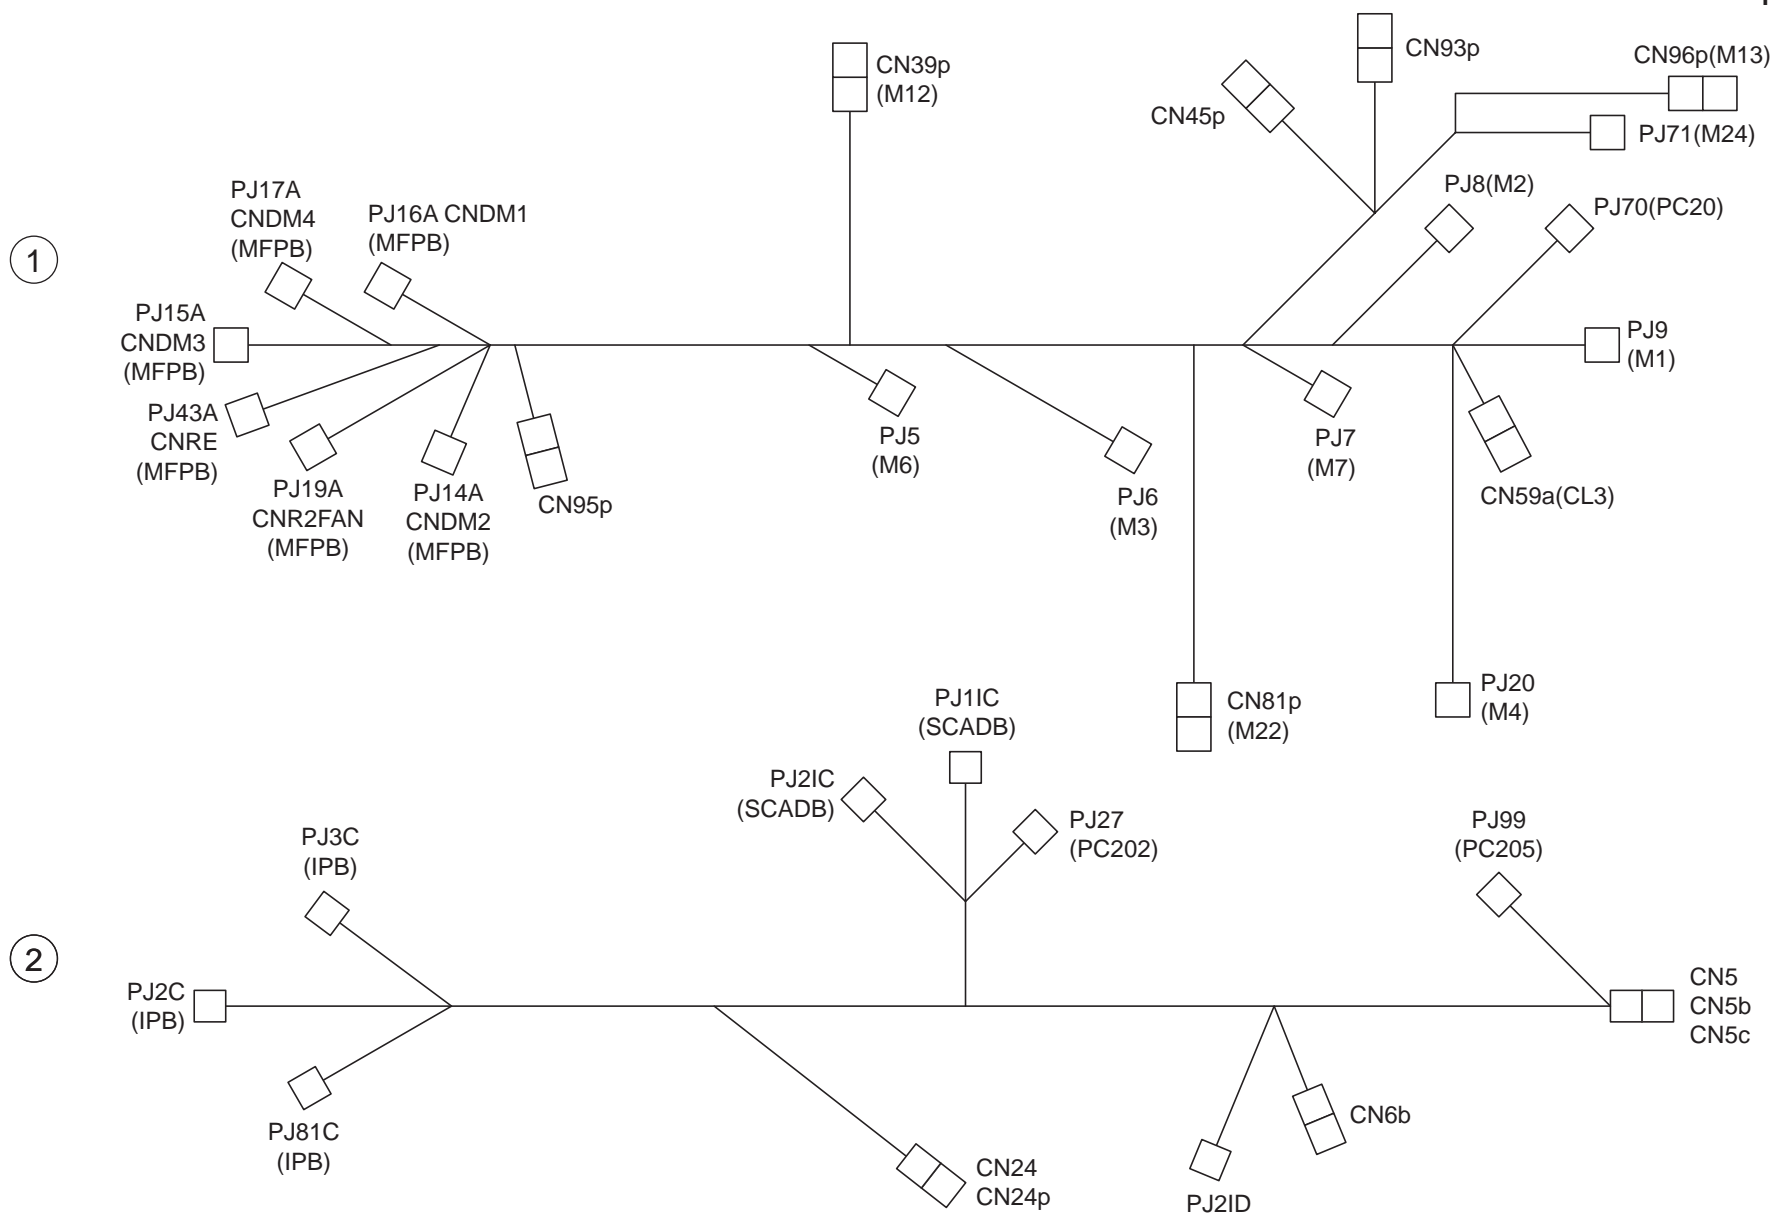 CN39p
(M12)
CN93p
CN45p
CN96p(M13)
PJ71(M24)
PJ17A
CNDM4
(MFPB)
PJ16A CNDM1
(MFPB)
PJ8(M2)
PJ70(PC20)
1
PJ15A
CNDM3
(MFPB)
PJ9
(M1)
PJ43A
CNRE
(MFPB)
PJ19A
CNR2FAN
(MFPB)
PJ14A
CNDM2
(MFPB)
CN95p
PJ5
(M6)
PJ6
(M3)
PJ7
(M7)
CN59a(CL3)
CN81p
(M22)
PJ20
(M4)
PJ1IC
(SCADB)
PJ2IC
(SCADB)
PJ27
(PC202)
PJ99
(PC205)
PJ3C
(IPB)
2
PJ2C
(IPB)
CN5
CN5b
CN5c
PJ81C
(IPB)
CN24
CN24p
PJ2ID
CN6b